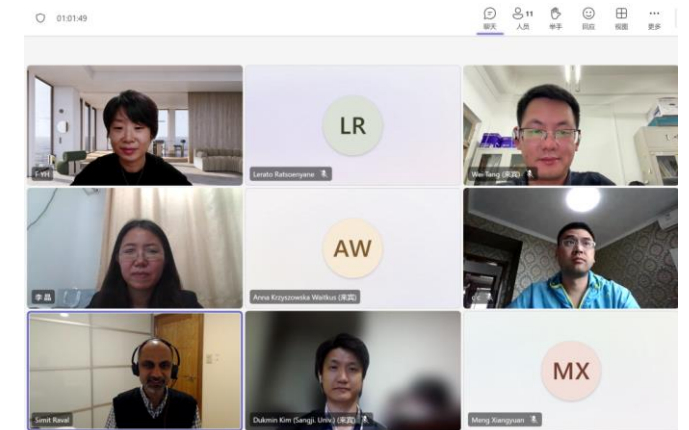 01:01:49
11
聊天
人员
举手
回应
视图
更多
F YH
LR
Lerato Ratsoenyane
Wei Tang (来宾)
李晶
AW
Anna Krzyszowska Waitkus (来宾)
c c
Simit Raval
Dukmin Kim (Sangji. Univ.) (来宾)
MX
Meng Xiangyuan